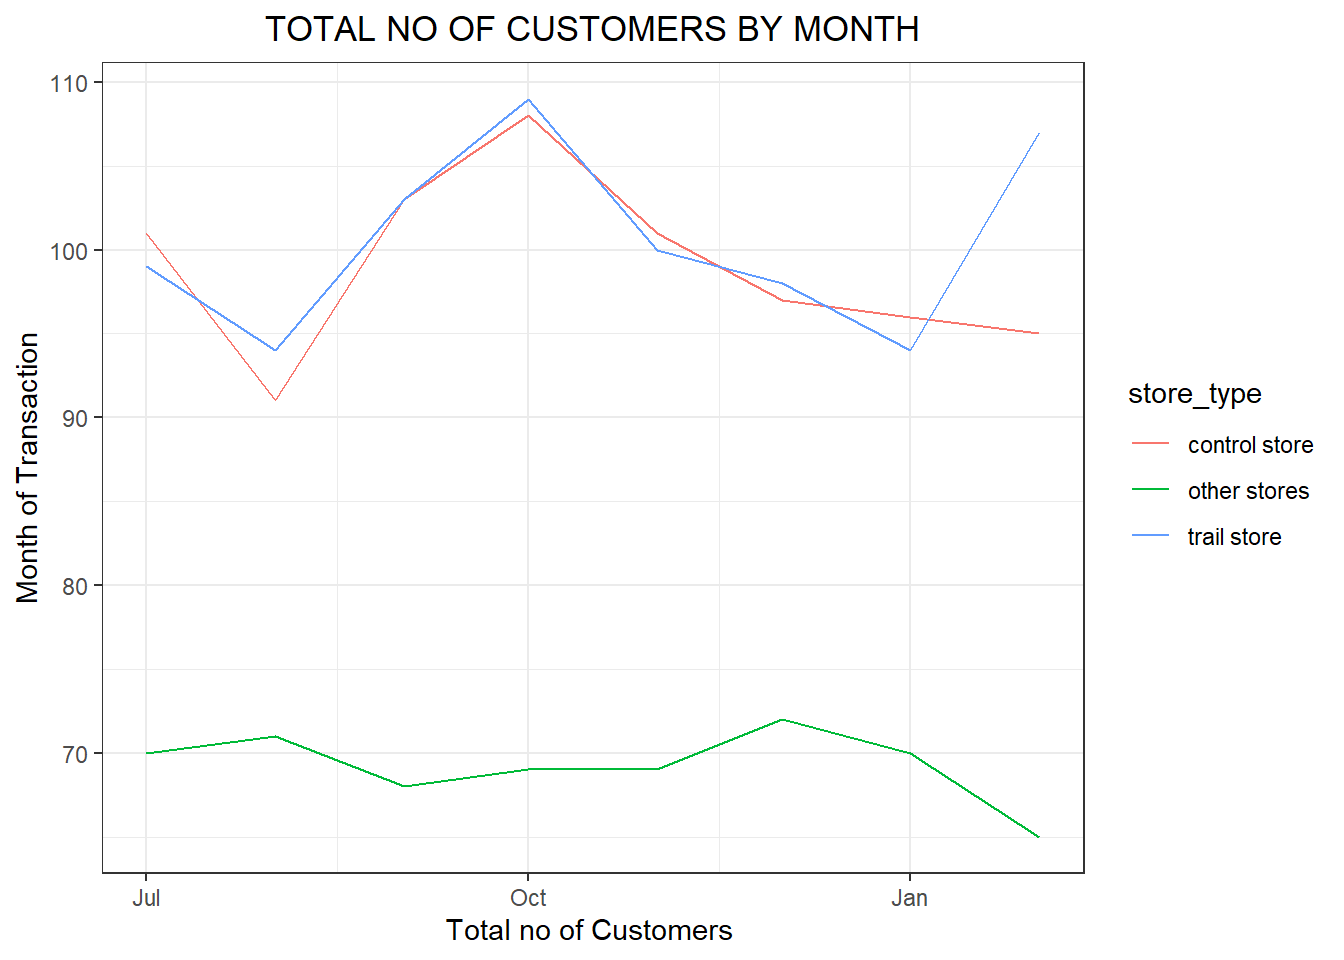 TOTAL NO OF CUSTOMERS BY MONTH
110
100
90
80
70
Month of Transaction
Jul Oct Jan
Total no of Customers
store_type
control store
other stores
trail store